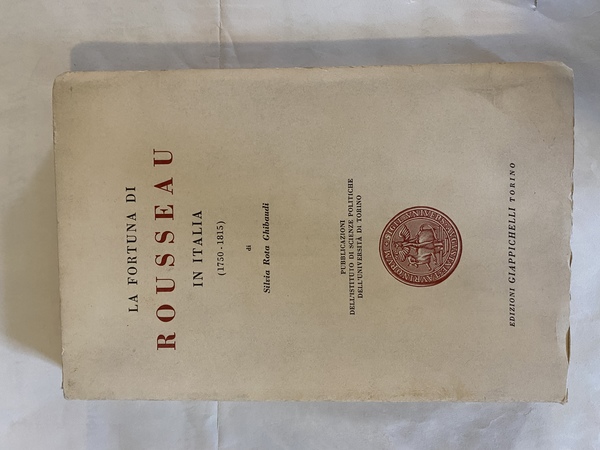 LA FORTUNA DI
ROUSSEAU
IN ITALIA
(1750-1815)
di
Silvia Rota Ghibaudi
PUBBLICAZIONI
DELL'ISTITUTO DI SCIENZE POLITICHE
DELL'UNIVERSITÀ DI TORINO
EDIZIONI GIAPPICHELLI TORINO